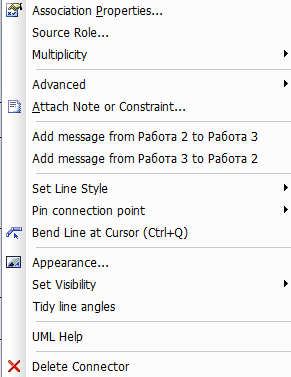 Association Properties...
Source Role...
Multiplicity
Advanced
Attach Note or Constraint...
Add message from Работа 2 to Работа 3
Add message from Работа 3 to Работа 2
Set Line Style
Pin connection point
Bend Line at Cursor (Ctrl+Q)
Appearance...
Set Visibility
Tidy line angles
UML Help
Delete Connector